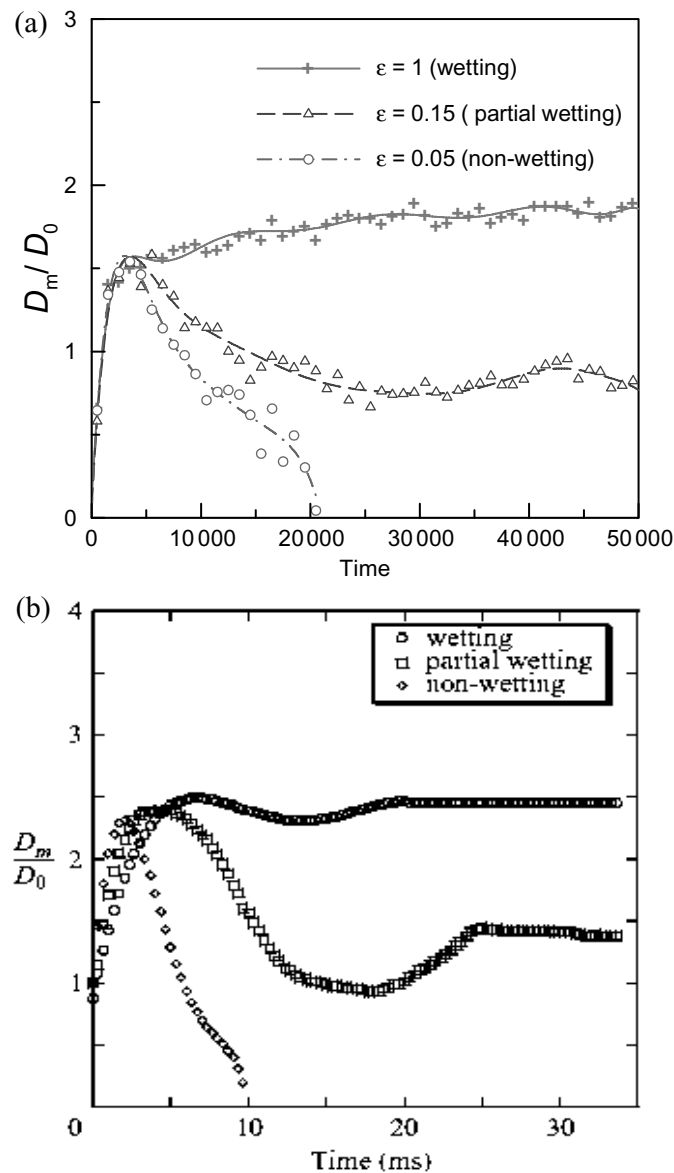 (a)
3
ε = 1 (wetting)
ε = 0.15 ( partial wetting)
ε = 0.05 (non-wetting)
2
Dm/ D0
1
0
0 10 000 20 000 30 000 40 000 50 000
Time
(b)
4
wetting
partial wetting
non-wetting
3
2
Dm
D0
1
0 10 20 30
Time (ms)